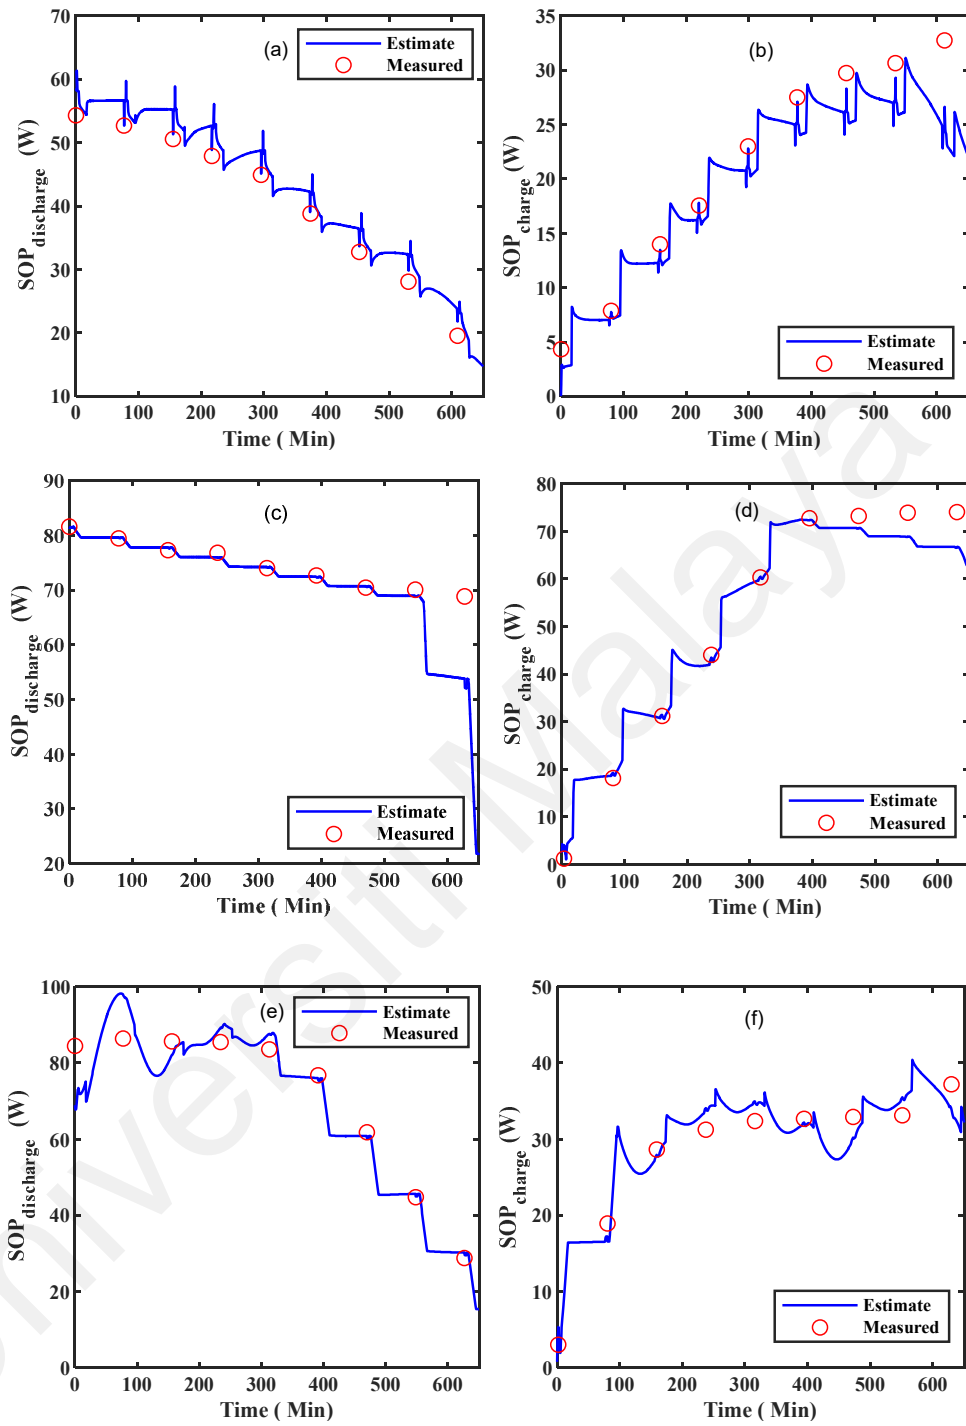 (a)
Estimate
Measured
SOP discharge (W)
70
60
50
40
30
20
10
0 100 200 300 400 500 600
Time ( Min)
(b)
SOP charge (W)
35
30
25
20
15
10
5
0
0 100 200 300 400 500 600
Time ( Min)
Estimate
Measured
(c)
SOP discharge (W)
90
80
70
60
50
40
30
20
0 100 200 300 400 500 600
Time ( Min)
Estimate
Measured
(d)
SOP charge (W)
80
70
60
50
40
30
20
10
0
0 100 200 300 400 500 600
Time ( Min)
Estimate
Measured
(e)
Estimate
Measured
SOP discharge (W)
100
80
60
40
20
0
0 100 200 300 400 500 600
Time ( Min)
(f)
SOP charge (W)
50
40
30
20
10
0
0 100 200 300 400 500 600
Time ( Min)
Estimate
Measured
Universiti Malaya